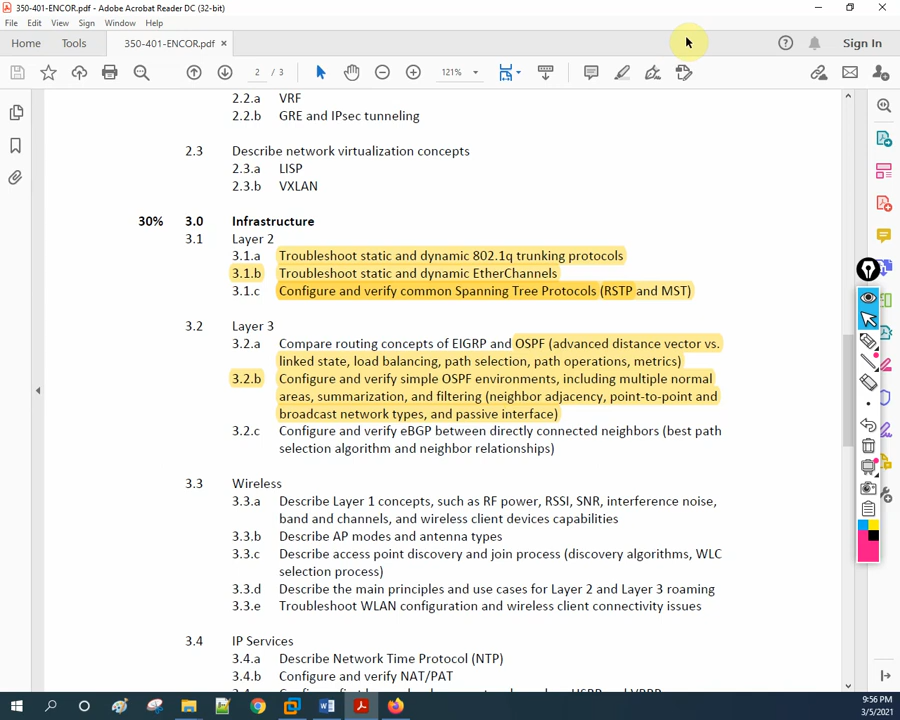 350-401-ENCOR.pdf - Adobe Acrobat Reader DC (32-bit)
File Edit View Sign Window Help
Home Tools 350-401-ENCOR.pdf × Sign In
2 / 3 121%
2.2.a VRF
2.2.b GRE and IPsec tunneling
2.3 Describe network virtualization concepts
2.3.a LISP
2.3.b VXLAN
30% 3.0 Infrastructure
3.1 Layer 2
3.1.a Troubleshoot static and dynamic 802.1q trunking protocols
3.1.b Troubleshoot static and dynamic EtherChannels
3.1.c Configure and verify common Spanning Tree Protocols (RSTP and MST)
3.2 Layer 3
3.2.a Compare routing concepts of EIGRP and OSPF (advanced distance vector vs.
linked state, load balancing, path selection, path operations, metrics)
3.2.b Configure and verify simple OSPF environments, including multiple normal
areas, summarization, and filtering (neighbor adjacency, point-to-point and
broadcast network types, and passive interface)
3.2.c Configure and verify eBGP between directly connected neighbors (best path
selection algorithm and neighbor relationships)
3.3 Wireless
3.3.a Describe Layer 1 concepts, such as RF power, RSSI, SNR, interference noise,
band and channels, and wireless client devices capabilities
3.3.b Describe AP modes and antenna types
3.3.c Describe access point discovery and join process (discovery algorithms, WLC
selection process)
3.3.d Describe the main principles and use cases for Layer 2 and Layer 3 roaming
3.3.e Troubleshoot WLAN configuration and wireless client connectivity issues
3.4 IP Services
3.4.a Describe Network Time Protocol (NTP)
3.4.b Configure and verify NAT/PAT
9:56 PM
3/5/2021